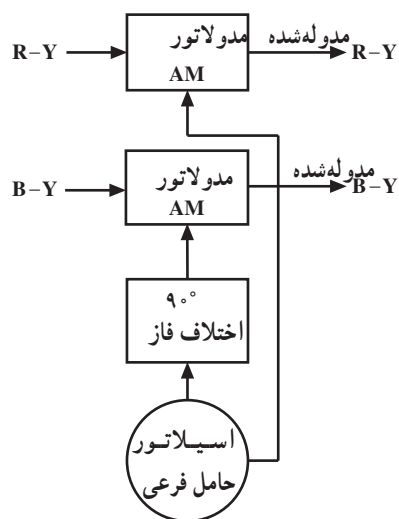 R–Y
مدولاتور
AM
مدوله‌شده
R–Y
B–Y
مدولاتور
AM
مدوله‌شده
B–Y
۹۰°
اختلاف فاز
اسیلاتور
حامل فرعی